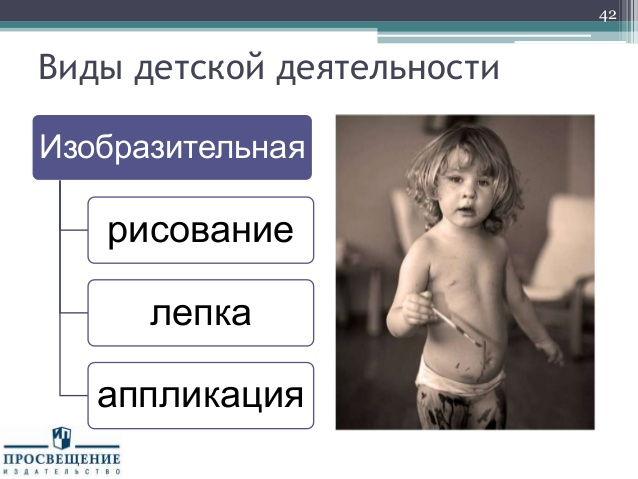 42
Виды детской деятельности
Изобразительная
рисование
лепка
аппликация
ПРОСВЕЩЕНИЕ
ИЗДАТЕЛЬСТВО